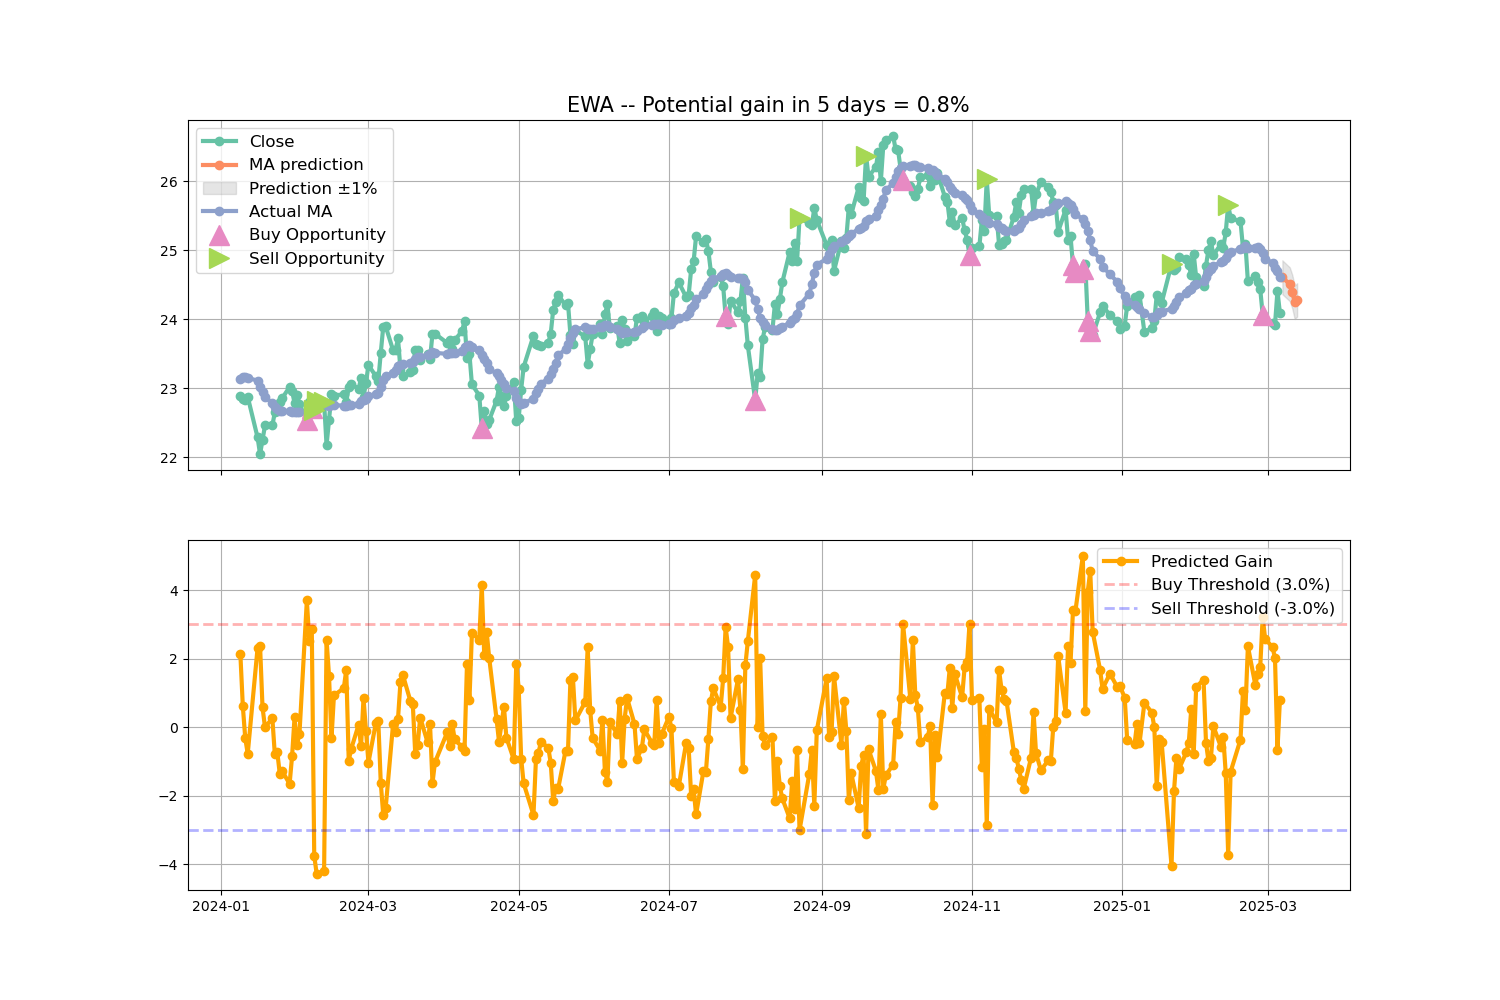 EWA -- Potential gain in 5 days = 0.8%
Close
MA prediction
Prediction ±1%
Actual MA
Buy Opportunity
Sell Opportunity
26
25
24
23
22
Predicted Gain
Buy Threshold (3.0%)
Sell Threshold (-3.0%)
4
2
0
−2
−4
2024-01 2024-03 2024-05 2024-07 2024-09 2024-11 2025-01 2025-03